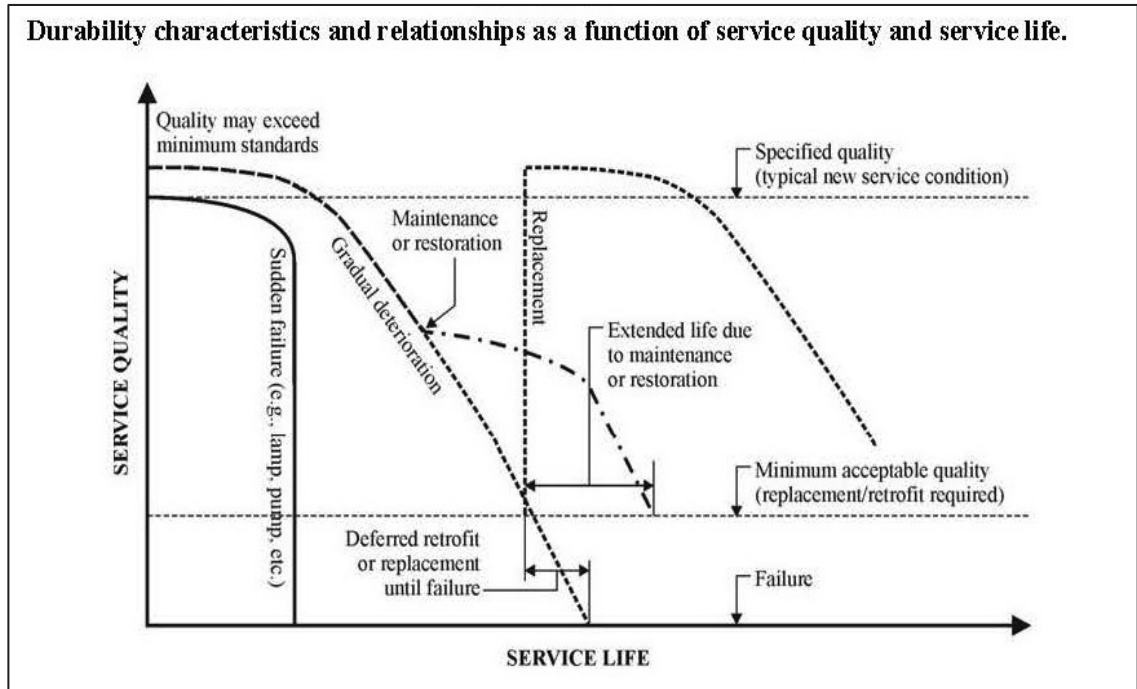 Durability characteristics and relationships as a function of service quality and service life.
Quality may exceed
minimum standards
Specified quality
(typical new service condition)
Maintenance
or restoration
Replacement
Gradual deterioration
Sudden failure (e.g., lamp, pump, etc.)
SERVICE QUALITY
Extended life due
to maintenance
or restoration
Minimum acceptable quality
(replacement/retrofit required)
Deferred retrofit
or replacement
until failure
Failure
SERVICE LIFE